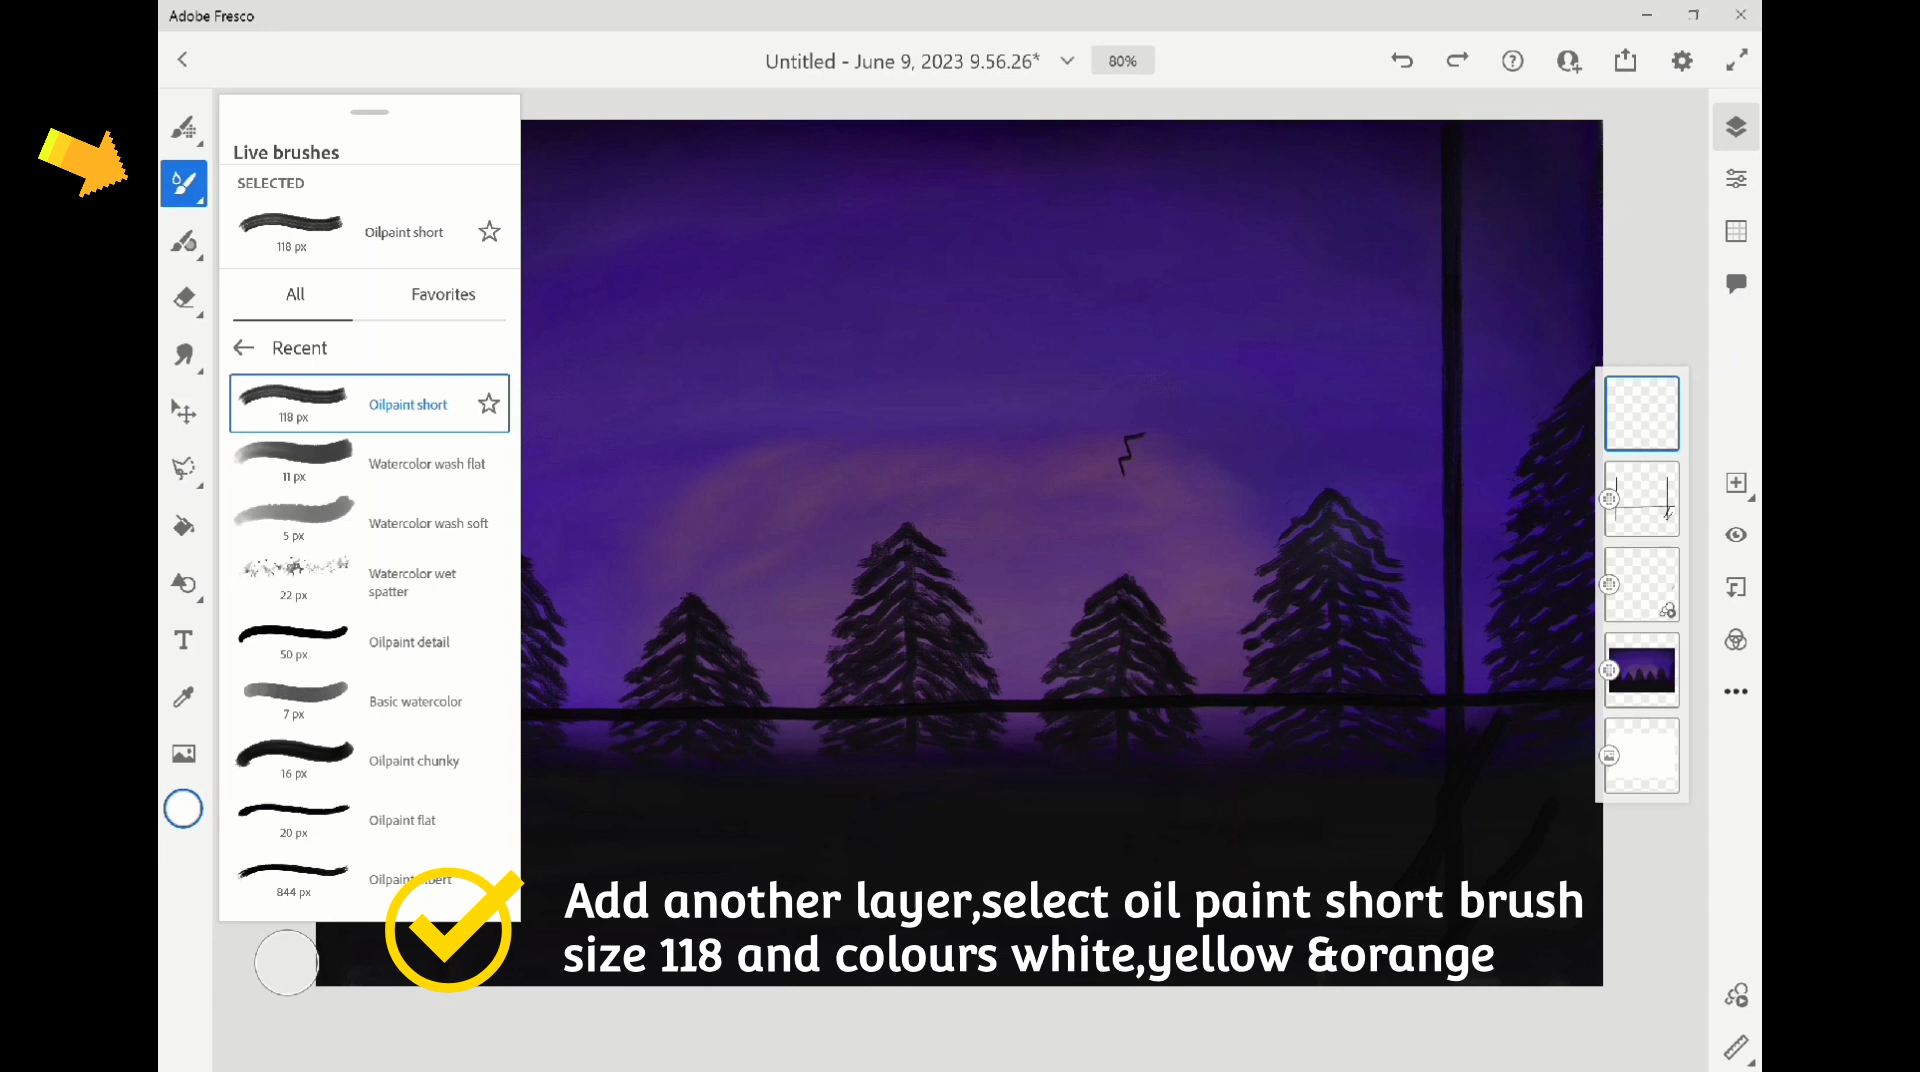 Adobe Fresco
Untitled - June 9, 2023 9.56.26*
80%
Live brushes
SELECTED
Oilpaint short
118 px
All
Favorites
Recent
Oilpaint short
118 px
Watercolor wash flat
11 px
Watercolor wash soft
5 px
Watercolor wet
spatter
22 px
Oilpaint detail
50 px
Basic watercolor
7 px
Oilpaint chunky
16 px
Oilpaint flat
20 px
844 px
Add another layer,select oil paint short brush
size 118 and colours white,yellow &orange